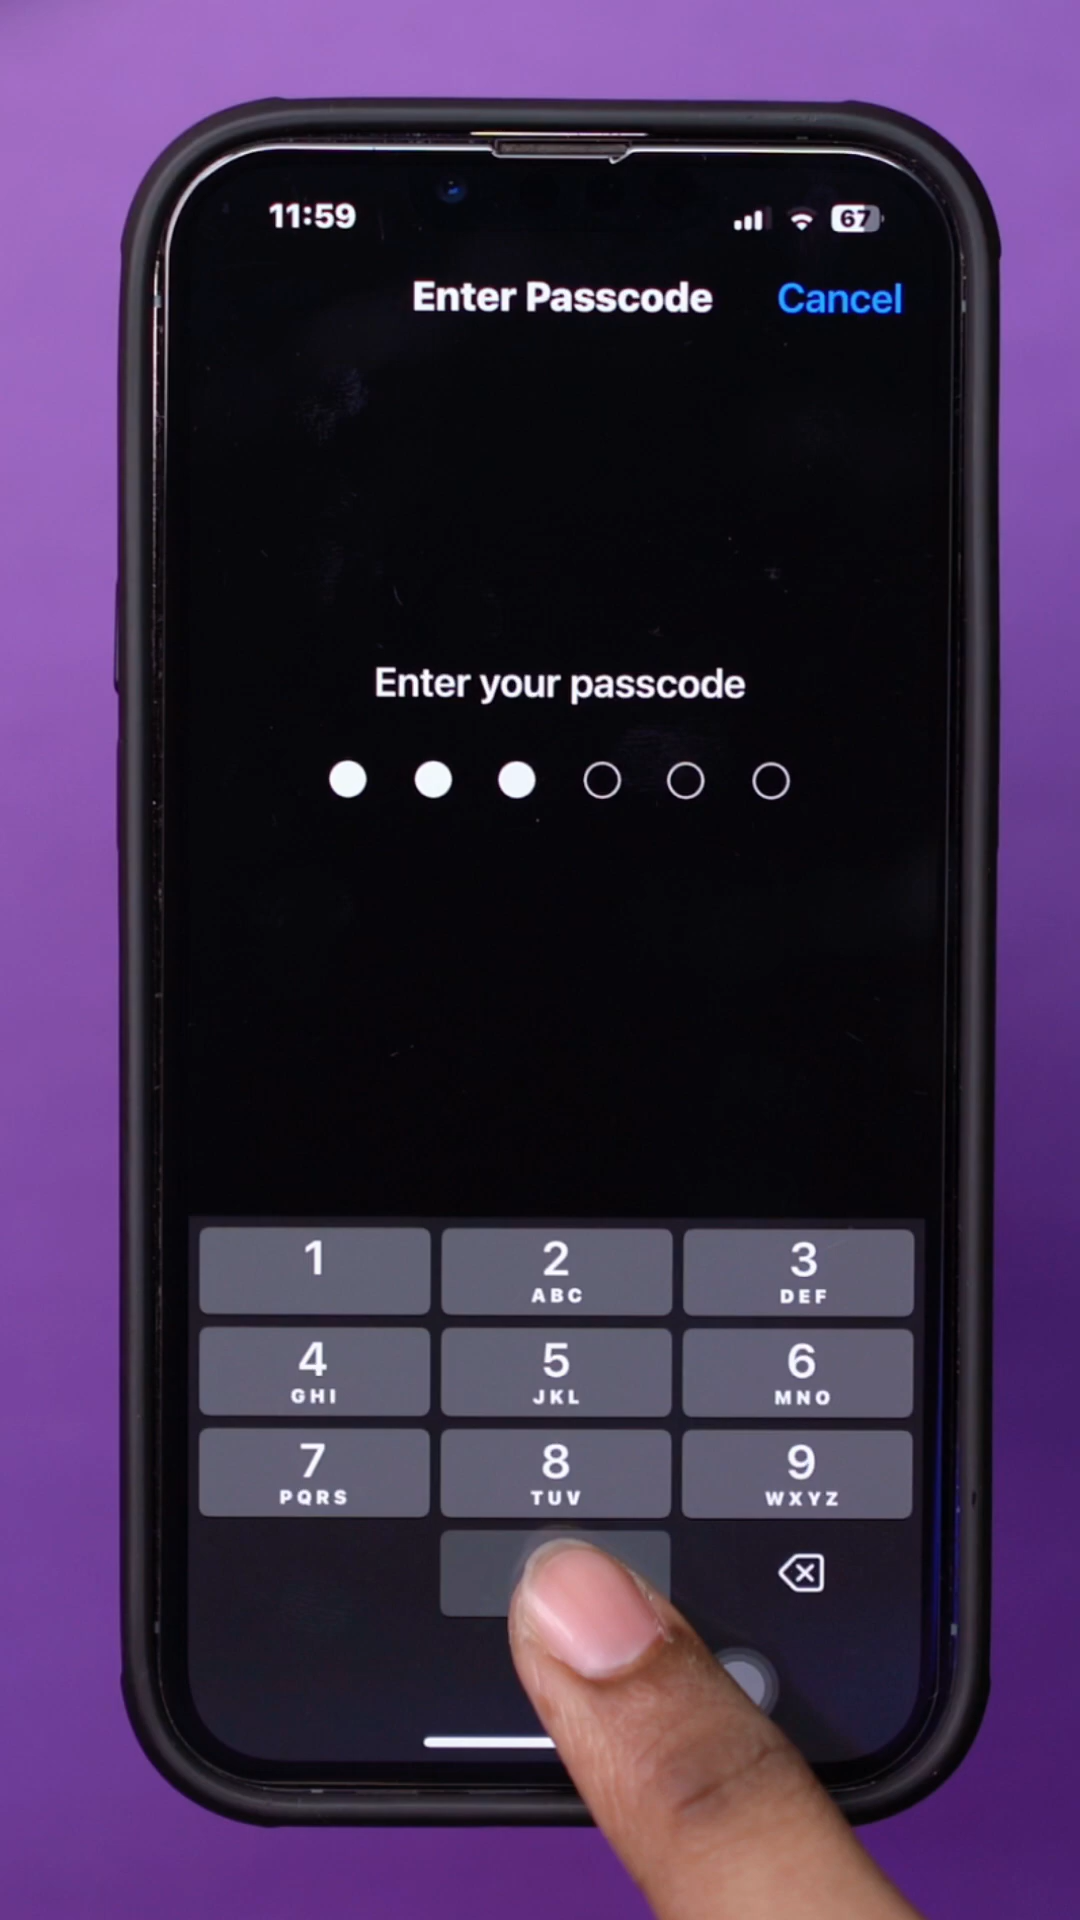 11:59 67
Enter Passcode Cancel
Enter your passcode
1 2 3
ABC DEF
4 5 6
GHI JKL MNO
7 8 9
PQRS TUV WXYZ